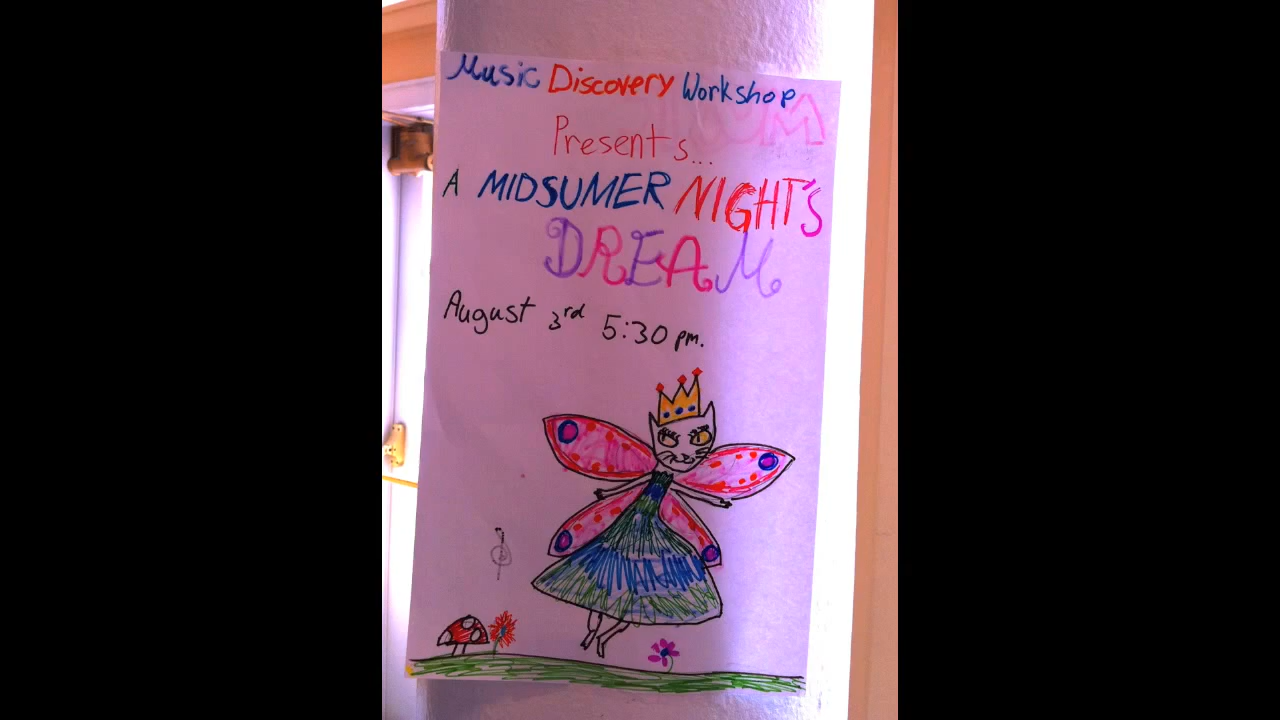 Music Discovery Workshop
Presents...
A MIDSUMER NIGHT'S
DREAM
August 3rd 5:30 pm.